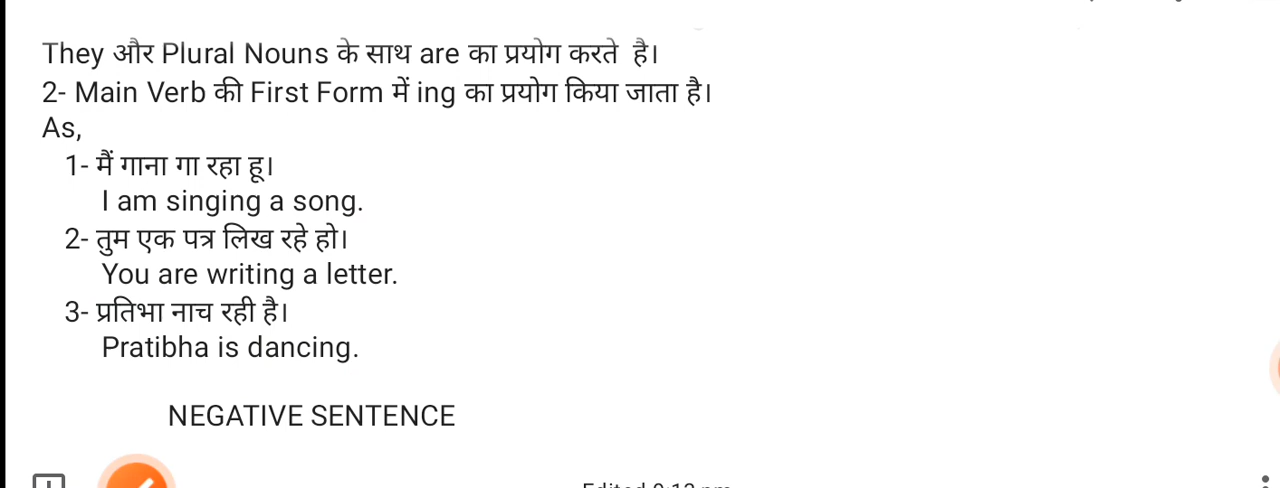 They और Plural Nouns के साथ are का प्रयोग करते है।
2- Main Verb की First Form में ing का प्रयोग किया जाता है।
As,
1- मैं गाना गा रहा हू।
I am singing a song.
2- तुम एक पत्र लिख रहे हो।
You are writing a letter.
3- प्रतिभा नाच रही है।
Pratibha is dancing.
NEGATIVE SENTENCE